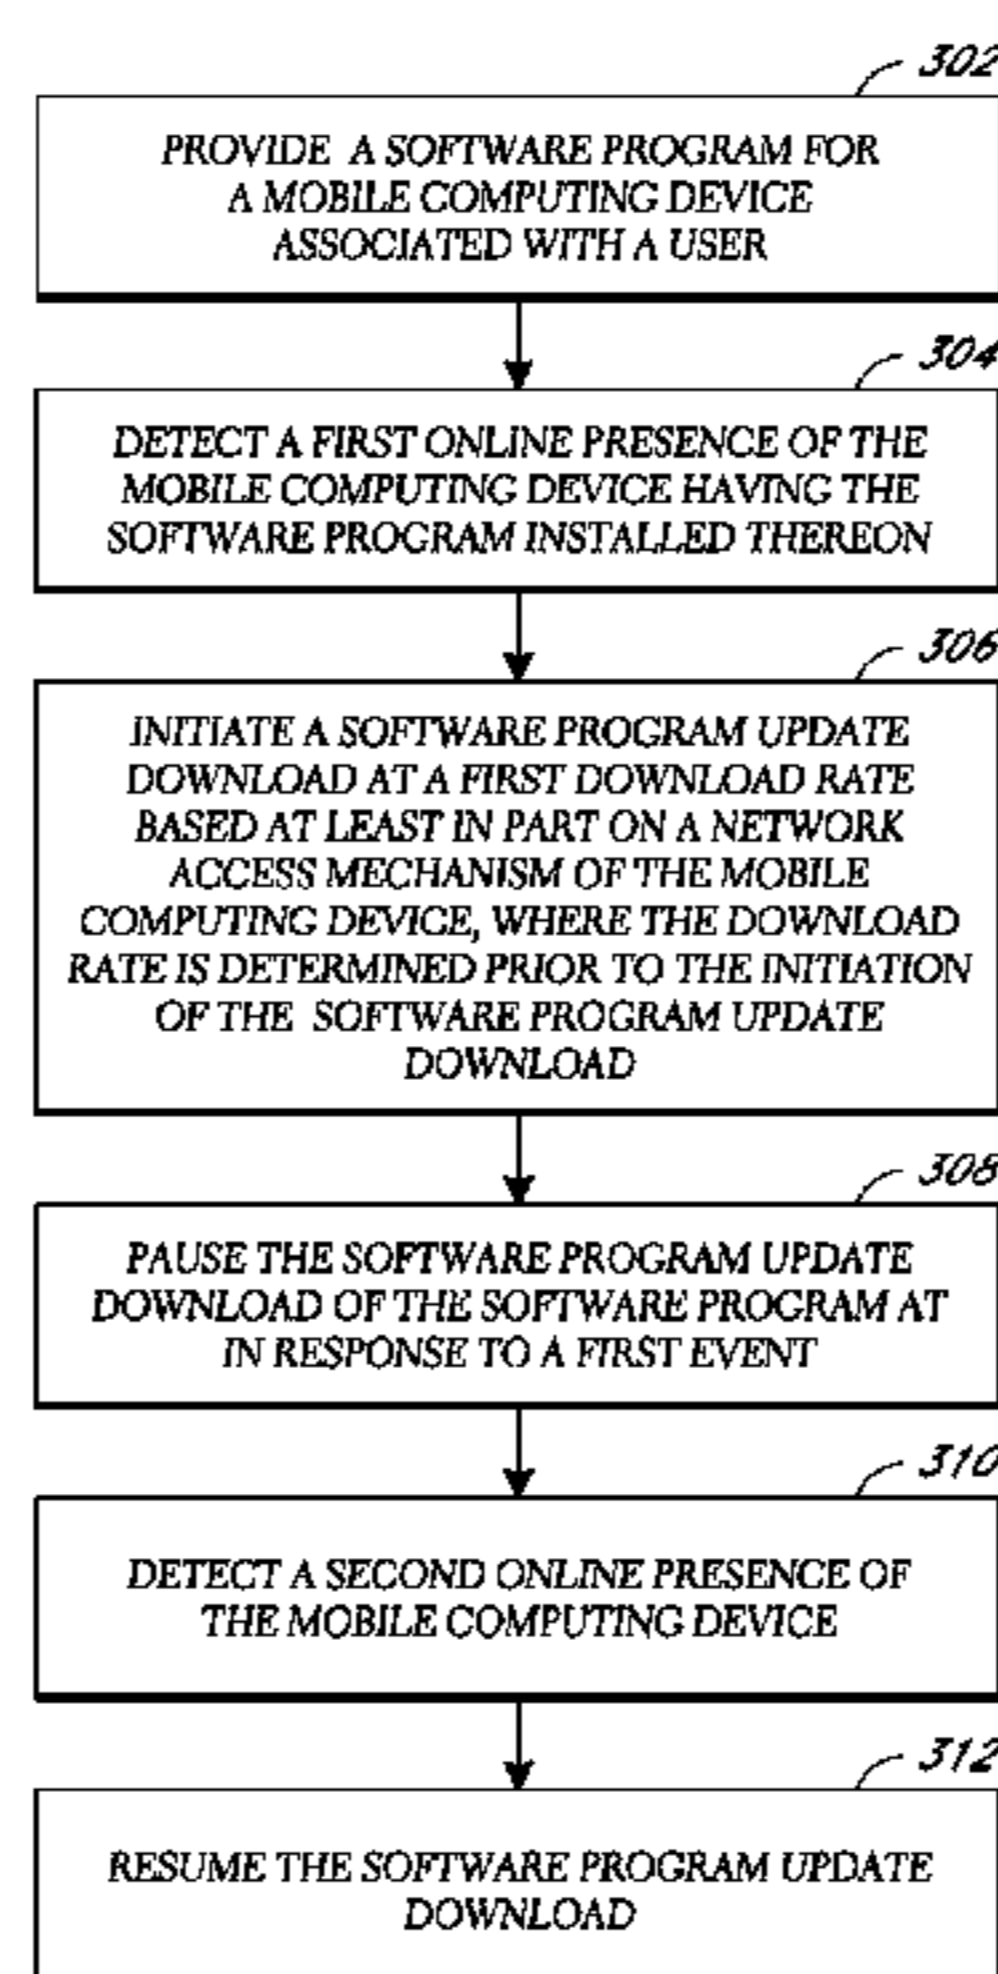 302
PROVIDE A SOFTWARE PROGRAM FOR
A MOBILE COMPUTING DEVICE
ASSOCIATED WITH A USER
304
DETECT A FIRST ONLINE PRESENCE OF THE
MOBILE COMPUTING DEVICE HAVING THE
SOFTWARE PROGRAM INSTALLED THEREON
306
INITIATE A SOFTWARE PROGRAM UPDATE
DOWNLOAD AT A FIRST DOWNLOAD RATE
BASED AT LEAST IN PART ON A NETWORK
ACCESS MECHANISM OF THE MOBILE
COMPUTING DEVICE, WHERE THE DOWNLOAD
RATE IS DETERMINED PRIOR TO THE INITIATION
OF THE SOFTWARE PROGRAM UPDATE
DOWNLOAD
308
PAUSE THE SOFTWARE PROGRAM UPDATE
DOWNLOAD OF THE SOFTWARE PROGRAM AT
IN RESPONSE TO A FIRST EVENT
310
DETECT A SECOND ONLINE PRESENCE OF
THE MOBILE COMPUTING DEVICE
312
RESUME THE SOFTWARE PROGRAM UPDATE
DOWNLOAD